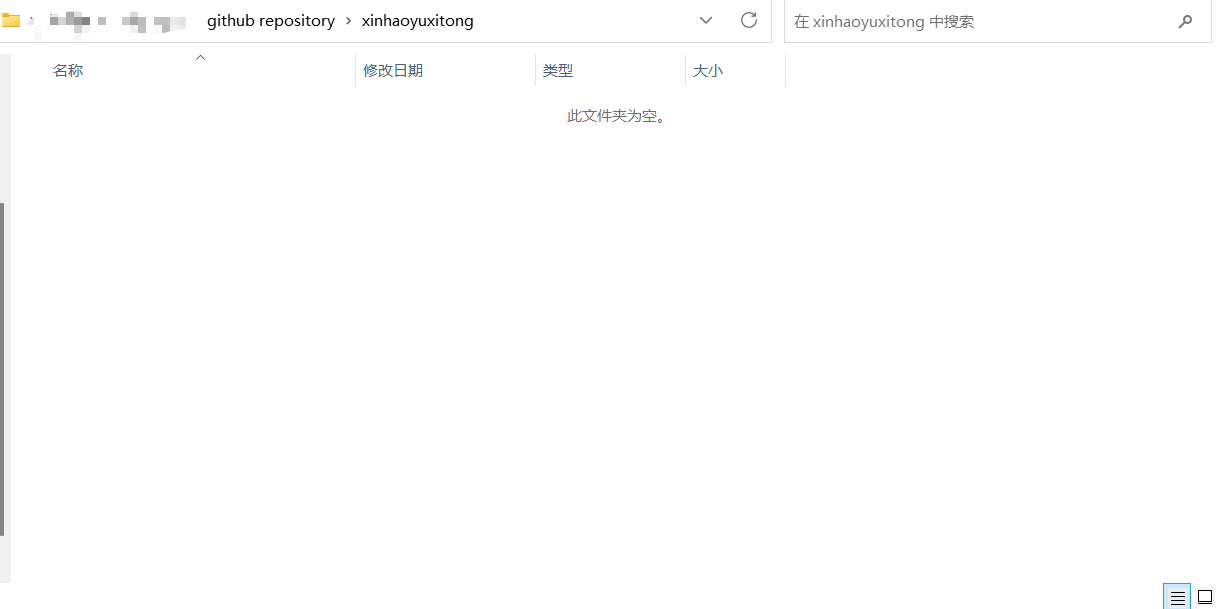 github repository › xinhaoyuxitong
在 xinhaoyuxitong 中搜索
名称 修改日期 类型 大小
此文件夹为空。